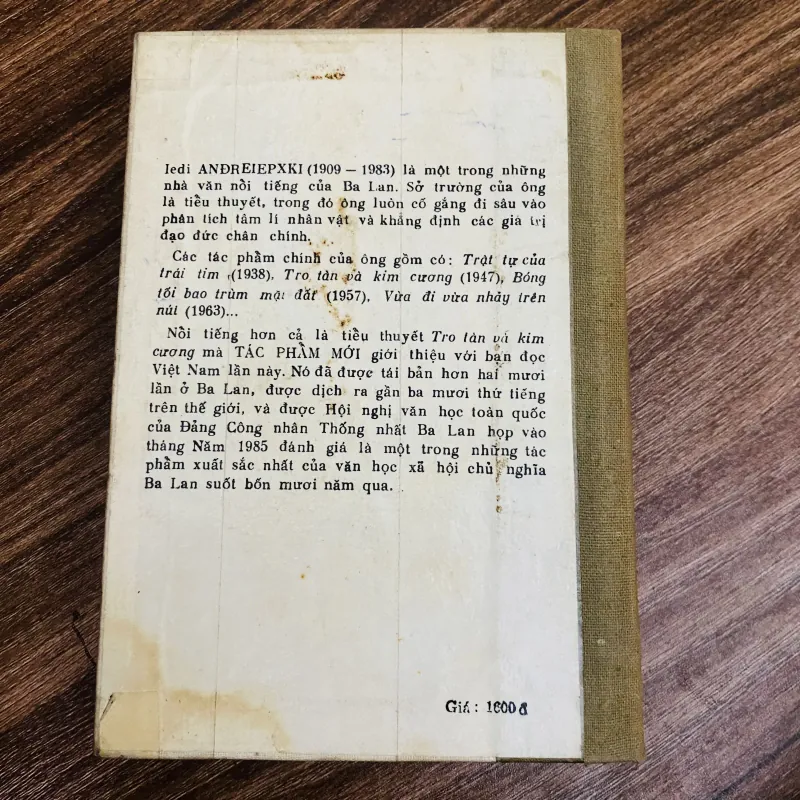 Iedi ANĐREIEPXKI (1909 – 1983) là một trong những
nhà văn nổi tiếng của Ba Lan. Sở trường của ông
là tiểu thuyết, trong đó ông luôn cố gắng đi sâu vào
phân tích tâm lí nhân vật và khẳng định các giá trị
đạo đức chân chính.
Các tác phẩm chính của ông gồm có: Trật tự của
trái tim (1938), Tro tàn và kim cương (1947), Bóng
tối bao trùm mặt đất (1957), Vừa đi vừa nhảy trên
núi (1963)...
Nổi tiếng hơn cả là tiểu thuyết Tro tàn và kim
cương mà TÁC PHẨM MỚI giới thiệu với bạn đọc
Việt Nam lần này. Nó đã được tái bản hơn hai mươi
lần ở Ba Lan, được dịch ra gần ba mươi thứ tiếng
trên thế giới, và được Hội nghị văn học toàn quốc
của Đảng Công nhân Thống nhất Ba Lan họp vào
tháng Năm 1985 đánh giá là một trong những tác
phẩm xuất sắc nhất của văn học xã hội chủ nghĩa
Ba Lan suốt bốn mươi năm qua.
Giá: 1600đ